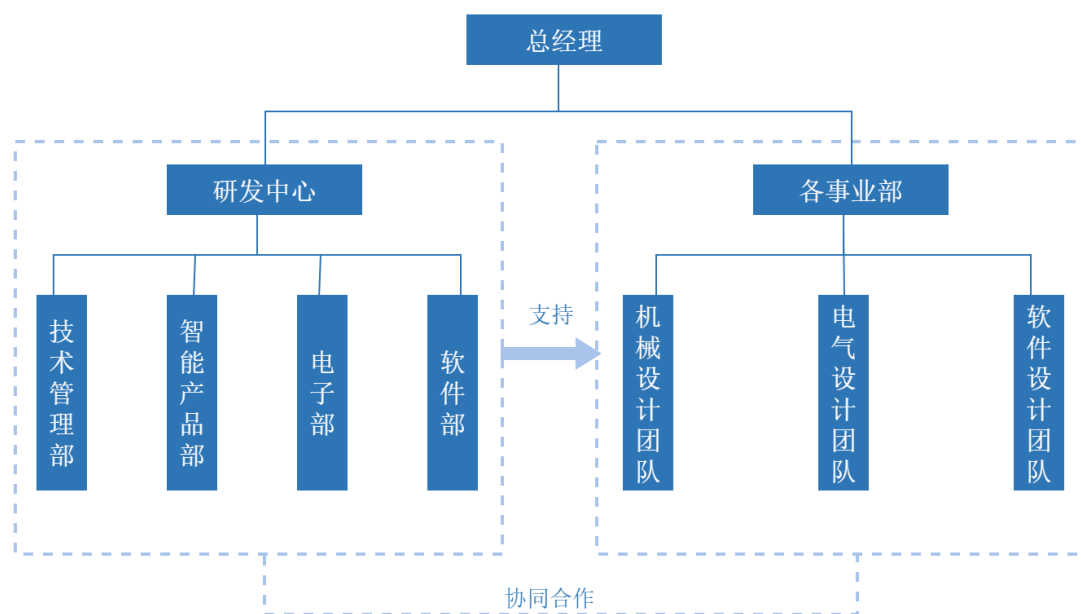 总经理
研发中心
各事业部
技术管理部
智能产品部
电子部
软件部
支持
机械设计团队
电气设计团队
软件设计团队
协同合作